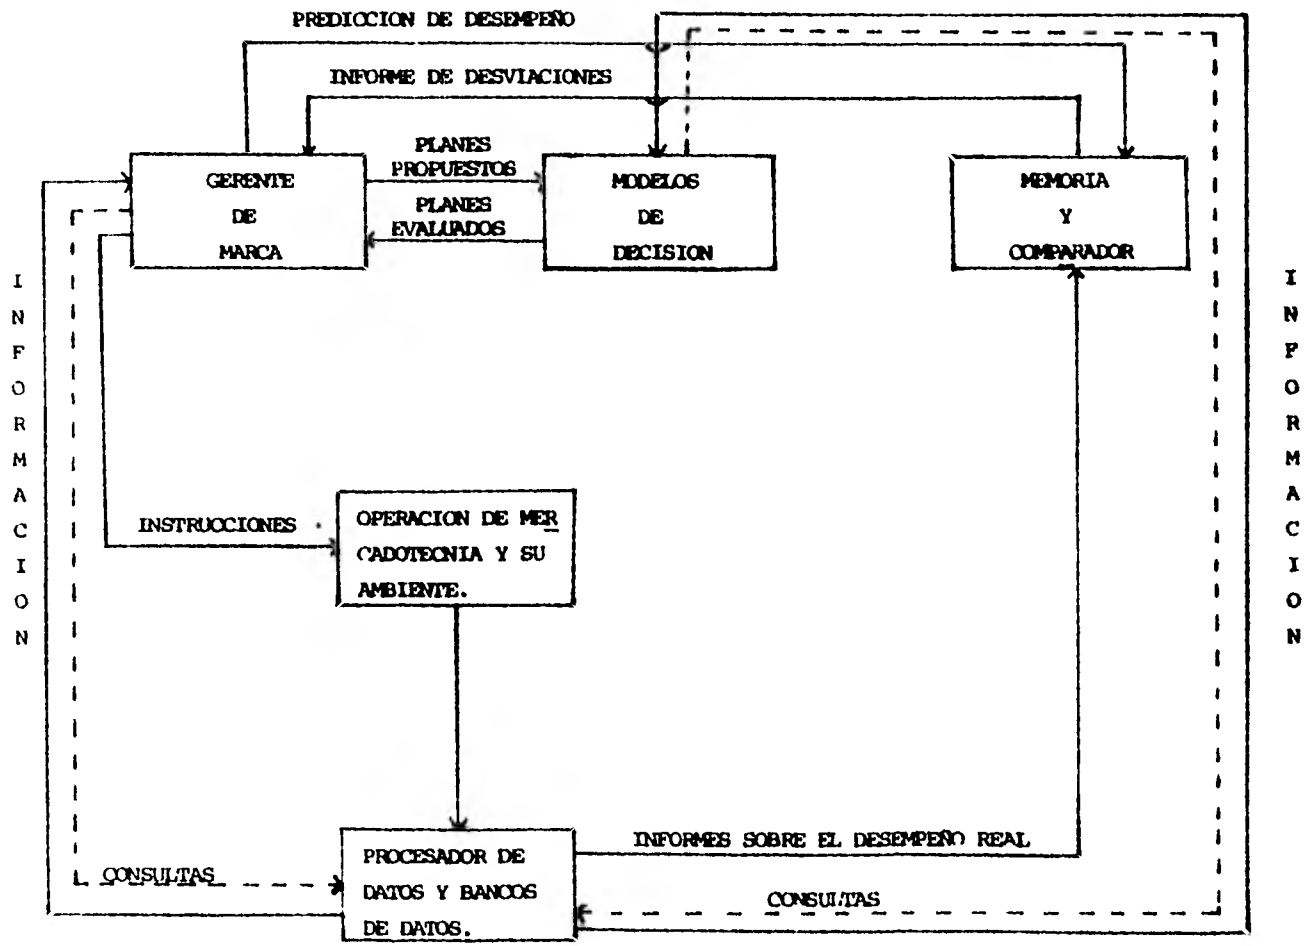 PREDICCION DE DESEMPEÑO
INFORME DE DESVIACIONES
PLANES
PROPUESTOS
PLANES
EVALUADOS
GERENTE
DE
MARCA
MODELOS
DE
DECISION
MEMORIA
Y
COMPARADOR
I
N
F
O
R
M
A
C
I
O
N
I
N
F
O
R
M
A
C
I
O
N
INSTRUCCIONES
OPERACION DE MER
CADOTECNIA Y SU
AMBIENTE.
INFORMES SOBRE EL DESEMPEÑO REAL
PROCESADOR DE
DATOS Y BANCOS
DE DATOS.
CONSULTAS
CONSULTAS